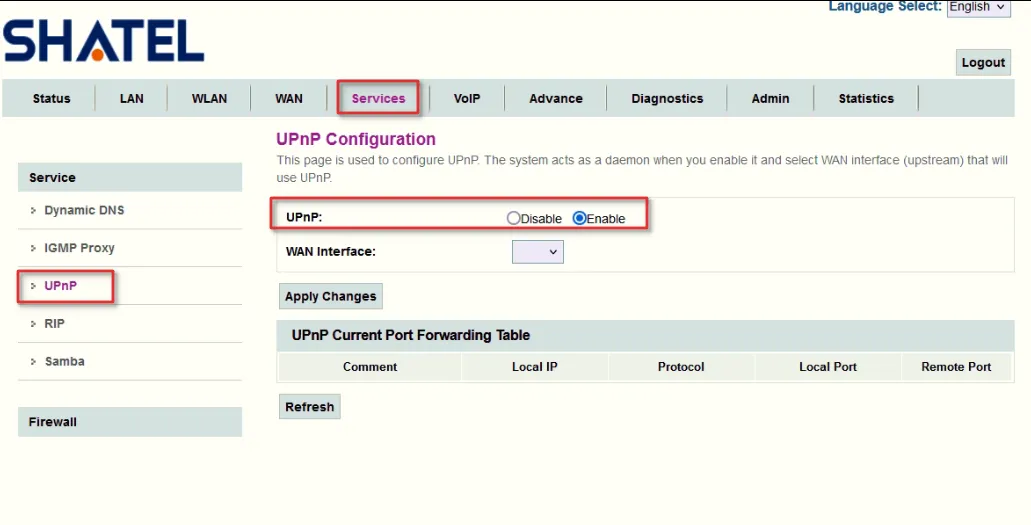 Language Select: English
SHATEL
Logout
Status LAN WLAN WAN Services VoIP Advance Diagnostics Admin Statistics
UPnP Configuration
This page is used to configure UPnP. The system acts as a daemon when you enable it and select WAN interface (upstream) that will
use UPnP.
Service
Dynamic DNS
IGMP Proxy
UPnP
RIP
Samba
Firewall
UPnP: Disable Enable
WAN Interface:
Apply Changes
UPnP Current Port Forwarding Table
Comment Local IP Protocol Local Port Remote Port
Refresh